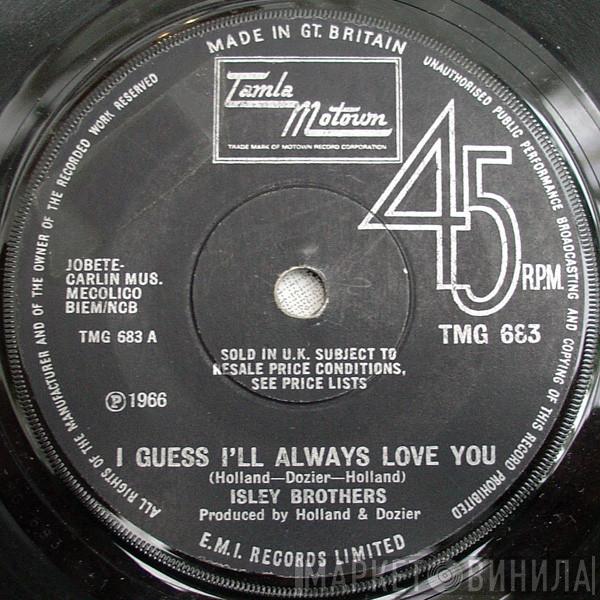 MADE IN GT. BRITAIN
Tamla
Motown
TRADE MARK OF MOTOWN RECORD CORPORATION
UNAUTHORISED PUBLIC PERFORMANCE BROADCASTING AND COPYING OF THIS RECORD PROHIBITED
ALL RIGHTS OF THE MANUFACTURER AND OF THE OWNER OF THE RECORDED WORK RESERVED
45
R.P.M.
JOBETE-
CARLIN MUS.
MECOLICO
BIEM/NCB
TMG 683 A
TMG 683
SOLD IN U.K. SUBJECT TO
RESALE PRICE CONDITIONS,
SEE PRICE LISTS
℗ 1966
I GUESS I'LL ALWAYS LOVE YOU
(Holland—Dozier—Holland)
ISLEY BROTHERS
Produced by Holland & Dozier
E.M.I. RECORDS LIMITED
МАРКЕТ ВИНИЛА